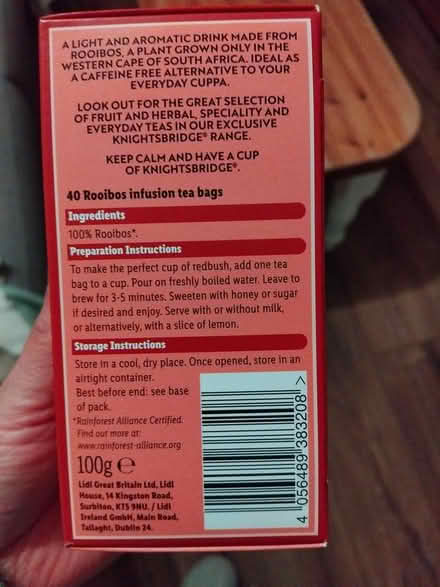 A LIGHT AND AROMATIC DRINK MADE FROM
ROOIBOS, A PLANT GROWN ONLY IN THE
WESTERN CAPE OF SOUTH AFRICA. IDEAL AS
A CAFFEINE FREE ALTERNATIVE TO YOUR
EVERYDAY CUPPA.
LOOK OUT FOR THE GREAT SELECTION
OF FRUIT AND HERBAL, SPECIALITY AND
EVERYDAY TEAS IN OUR EXCLUSIVE
KNIGHTSBRIDGE® RANGE.
KEEP CALM AND HAVE A CUP
OF KNIGHTSBRIDGE®.
40 Rooibos infusion tea bags
Ingredients
100% Rooibos*.
Preparation Instructions
To make the perfect cup of redbush, add one tea
bag to a cup. Pour on freshly boiled water. Leave to
brew for 3-5 minutes. Sweeten with honey or sugar
if desired and enjoy. Serve with or without milk,
or alternatively, with a slice of lemon.
Storage Instructions
Store in a cool, dry place. Once opened, store in an
airtight container.
Best before end: see base
of pack.
*Rainforest Alliance Certified.
Find out more at:
www.rainforest-alliance.org
100g ℮
Lidl Great Britain Ltd, Lidl
House, 14 Kingston Road,
Surbiton, KT5 9NU. / Lidl
Ireland GmbH, Main Road,
Tallaght, Dublin 24.
4 056489 383208 >